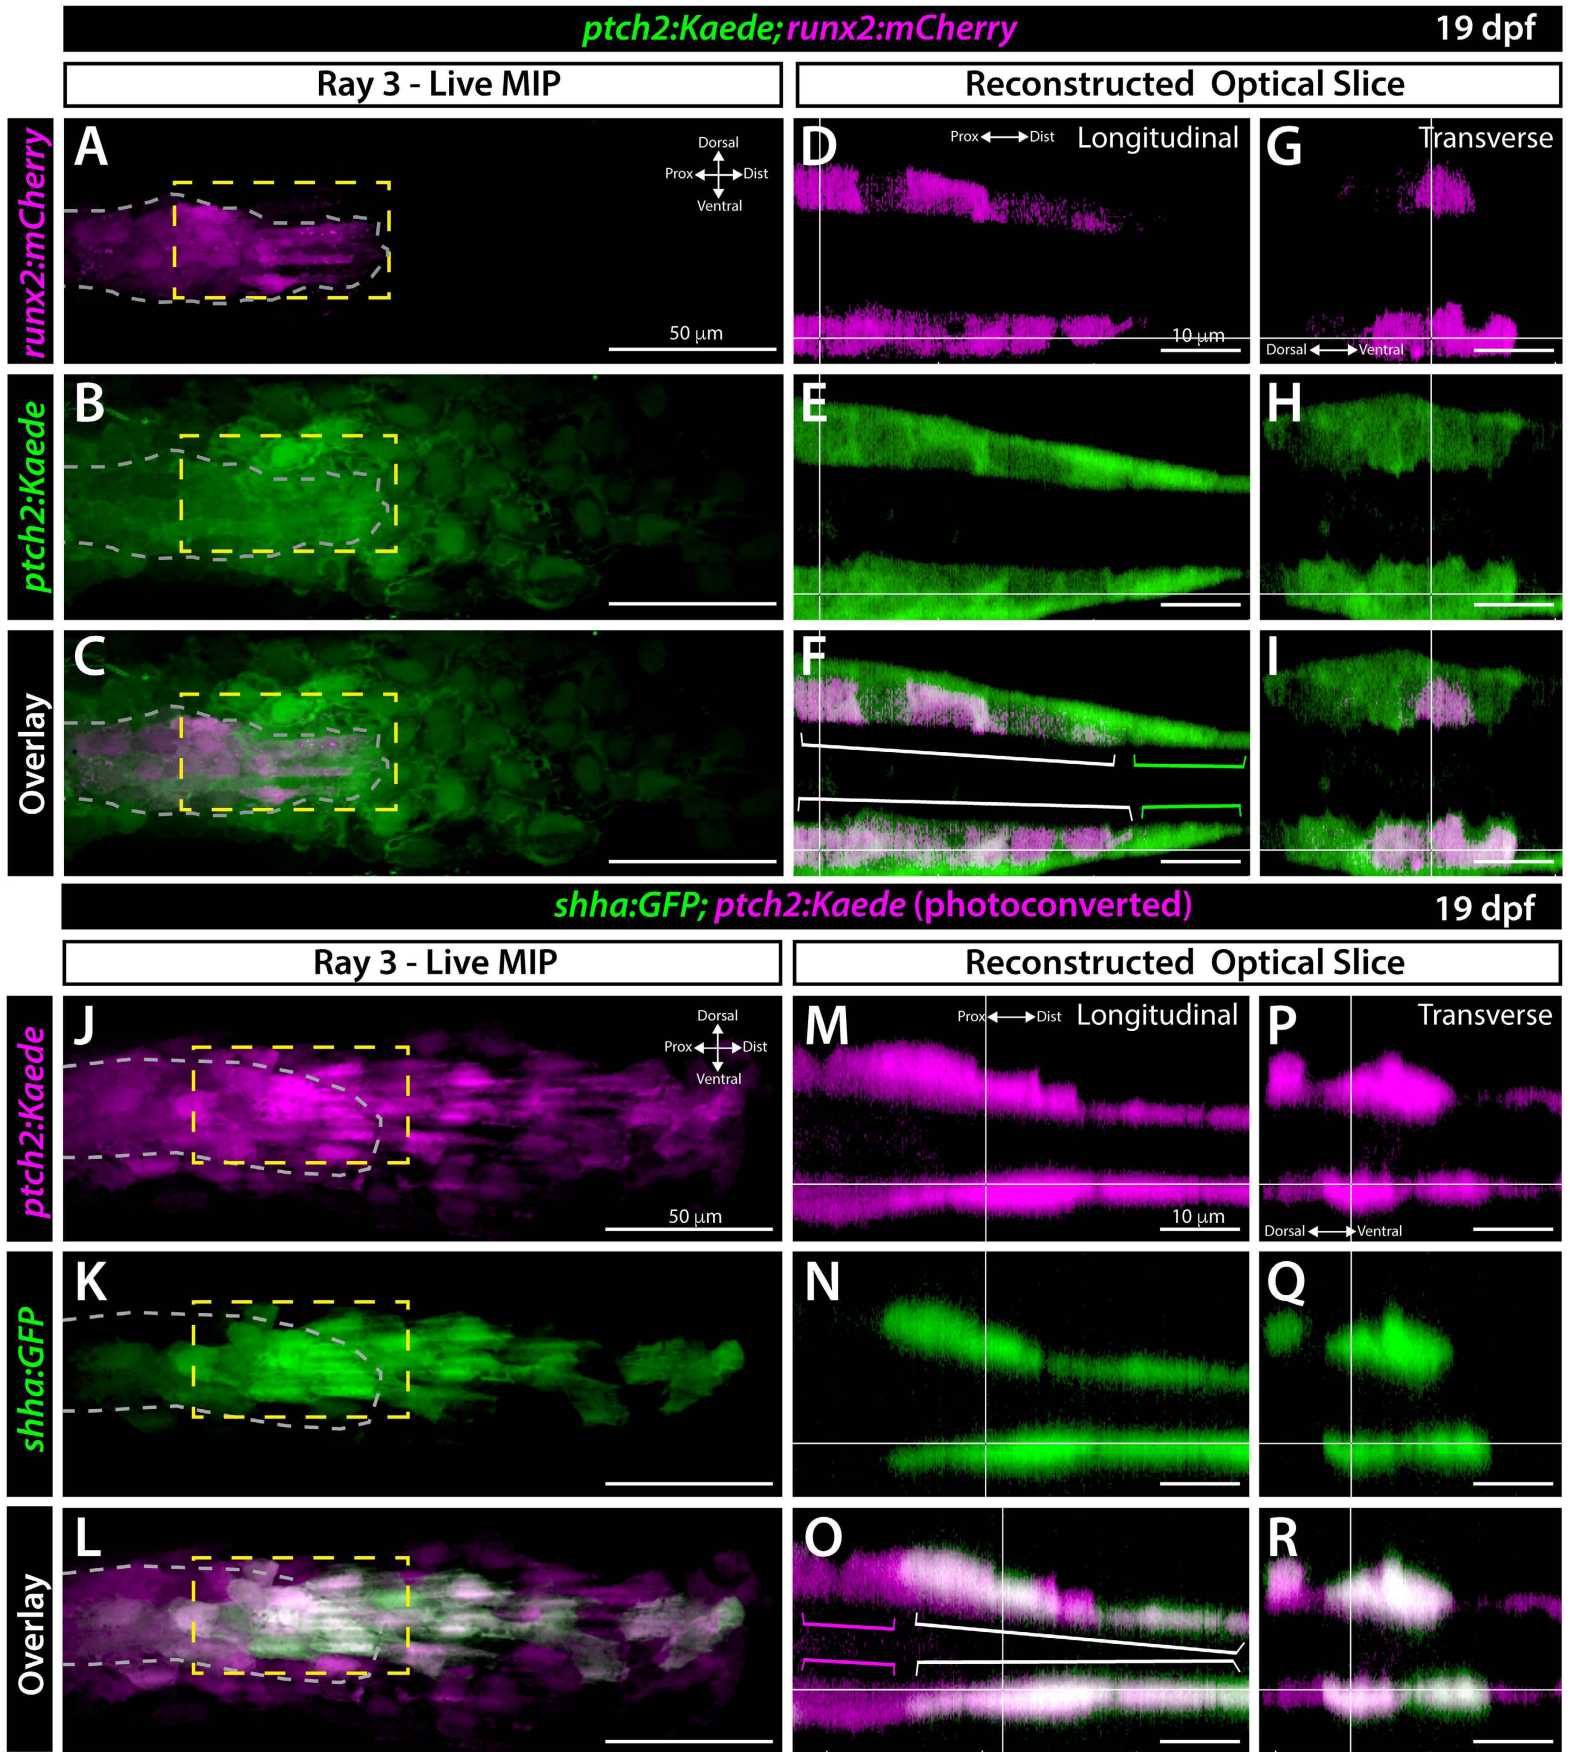 ptch2:Kaede; runx2:mCherry 19 dpf
Ray 3 - Live MIP Reconstructed Optical Slice
runx2:mCherry
A
Dorsal
Prox Dist
Ventral
50 µm
D
Prox Dist
Longitudinal
10 µm
G
Transverse
Dorsal Ventral
ptch2:Kaede
B
E
H
Overlay
C
F
I
shha:GFP; ptch2:Kaede (photoconverted) 19 dpf
Ray 3 - Live MIP Reconstructed Optical Slice
ptch2:Kaede
J
Dorsal
Prox Dist
Ventral
50 µm
M
Prox Dist
Longitudinal
10 µm
P
Transverse
Dorsal Ventral
shha:GFP
K
N
Q
Overlay
L
O
R